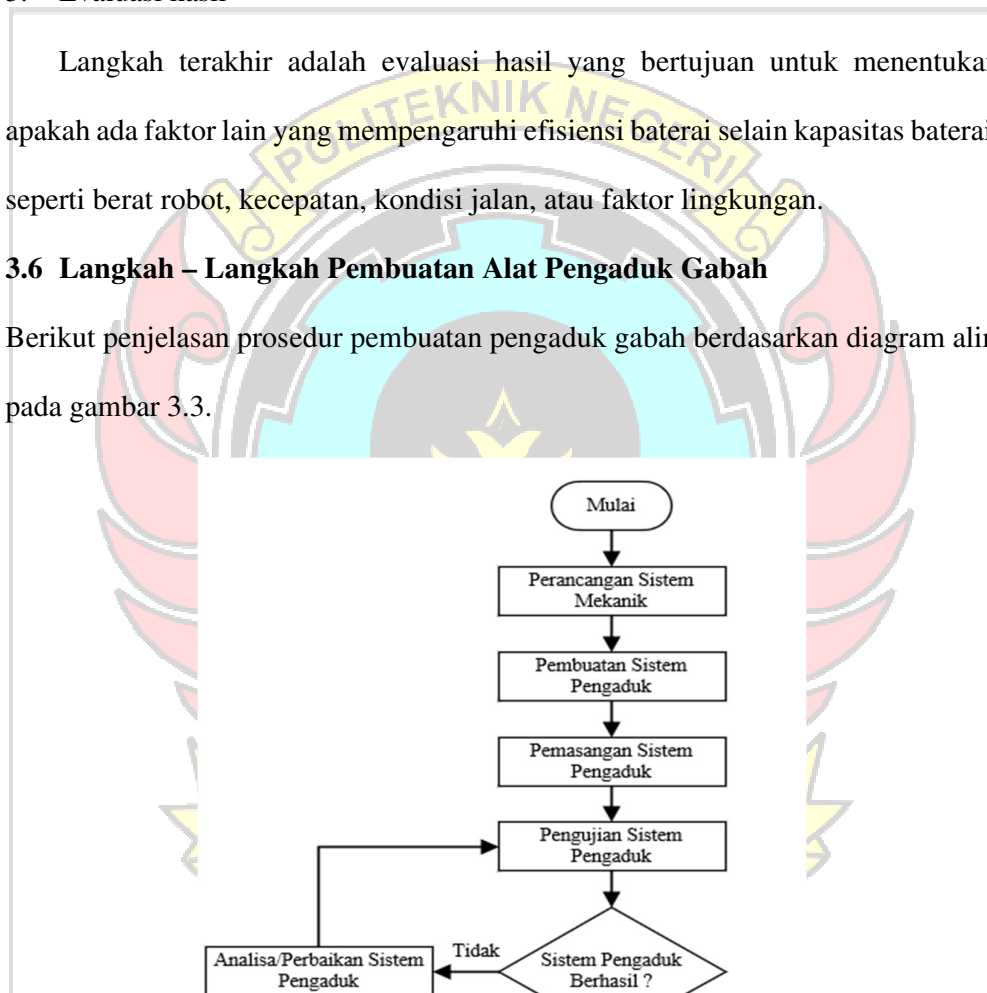 Evaluasi hasil
Langkah terakhir adalah evaluasi hasil yang bertujuan untuk menentukan
apakah ada faktor lain yang mempengaruhi efisiensi baterai selain kapasitas baterai
seperti berat robot, kecepatan, kondisi jalan, atau faktor lingkungan.
POLITEKNIK NEGERI
3.6 Langkah – Langkah Pembuatan Alat Pengaduk Gabah
Berikut penjelasan prosedur pembuatan pengaduk gabah berdasarkan diagram alir
pada gambar 3.3.
Mulai
Perancangan Sistem
Mekanik
Pembuatan Sistem
Pengaduk
Pemasangan Sistem
Pengaduk
Pengujian Sistem
Pengaduk
Sistem Pengaduk
Berhasil ?
Tidak
Analisa/Perbaikan Sistem
Pengaduk